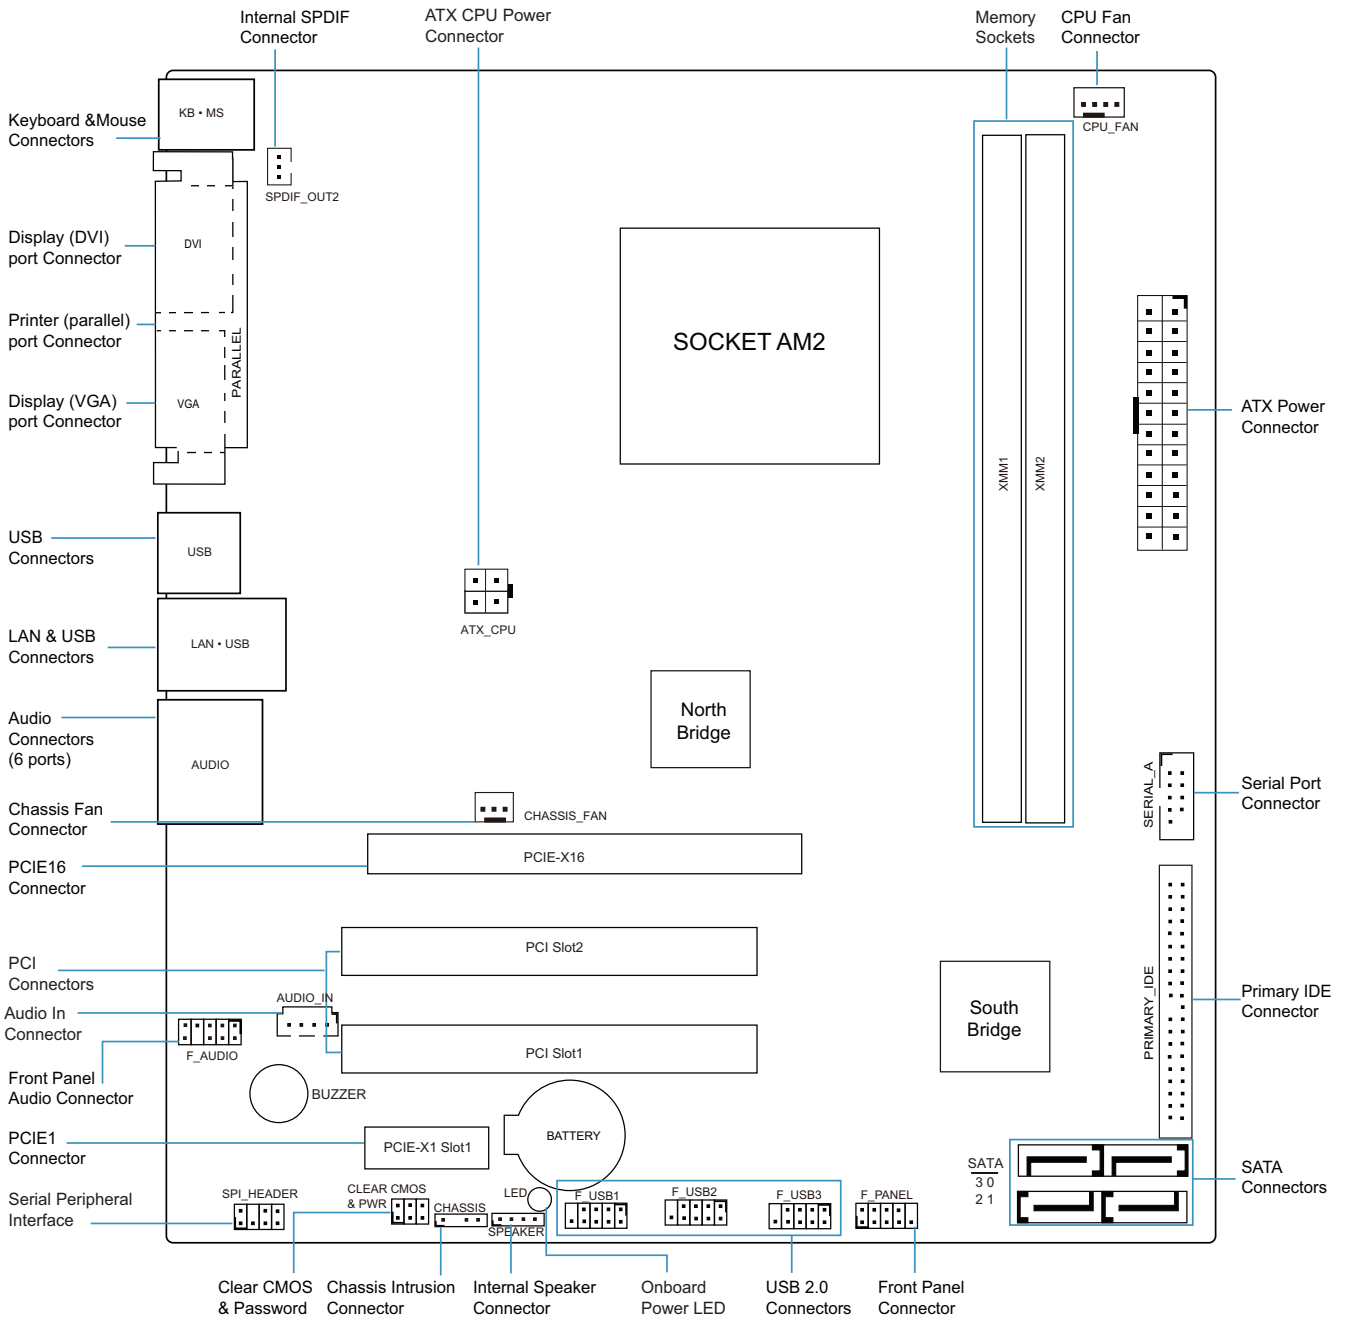 Internal SPDIF
Connector
ATX CPU Power
Connector
Memory
Sockets
CPU Fan
Connector
Keyboard &Mouse
Connectors
KB • MS
CPU_FAN
SPDIF_OUT2
Display (DVI)
port Connector
DVI
Printer (parallel)
port Connector
PARALLEL
SOCKET AM2
Display (VGA)
port Connector
VGA
ATX Power
Connector
XMM1
XMM2
USB
Connectors
USB
ATX_CPU
LAN & USB
Connectors
LAN • USB
North
Bridge
Audio
Connectors
(6 ports)
AUDIO
SERIAL_A
Serial Port
Connector
Chassis Fan
Connector
CHASSIS_FAN
PCIE16
Connector
PCIE-X16
PCI
Connectors
PCI Slot2
AUDIO_IN
Audio In
Connector
South
Bridge
PRIMARY_IDE
Primary IDE
Connector
F_AUDIO
PCI Slot1
Front Panel
Audio Connector
BUZZER
PCIE1
Connector
PCIE-X1 Slot1
BATTERY
SATA
3 0
2 1
SATA
Connectors
Serial Peripheral
Interface
SPI_HEADER
CLEAR CMOS
& PWR
CHASSIS
LED
SPEAKER
F_USB1
F_USB2
F_USB3
F_PANEL
Clear CMOS
& Password
Chassis Intrusion
Connector
Internal Speaker
Connector
Onboard
Power LED
USB 2.0
Connectors
Front Panel
Connector